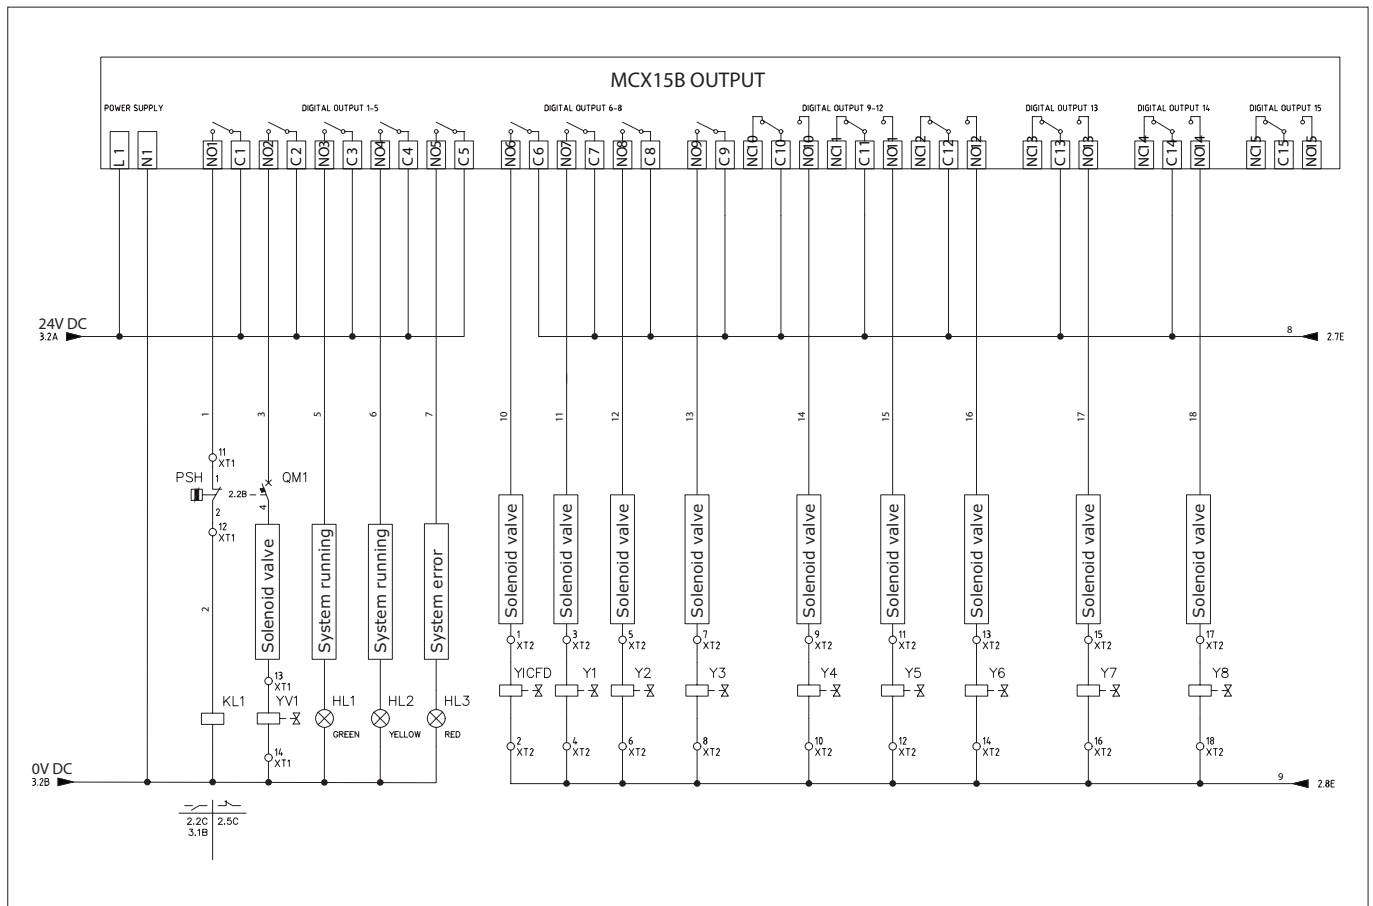 MCX15B OUTPUT
POWER SUPPLY DIGITAL OUTPUT 1-5 DIGITAL OUTPUT 6-8 DIGITAL OUTPUT 9-12 DIGITAL OUTPUT 13 DIGITAL OUTPUT 14 DIGITAL OUTPUT 15
L1 N1 NO1 C1 NO2 C2 NO3 C3 NO4 C4 NO5 C5 NO6 C6 NO7 C7 NO8 C8 NO9 C9 NC10 C10 NO10 NC11 C11 NO11 NC12 C12 NO12 NC13 C13 NO13 NC14 C14 NO14 NC15 C15 NO15
24V DC
3.2A
8
2.7E
1 3 5 6 7 10 11 12 13 14 15 16 17 18
11
XT1
PSH
1
2.2B
QM1
2
4
12
XT1
2
Solenoid valve
System running
System running
System error
Solenoid valve
Solenoid valve
Solenoid valve
Solenoid valve
Solenoid valve
Solenoid valve
Solenoid valve
Solenoid valve
Solenoid valve
1 3 5 7 9 11 13 15 17
XT2 XT2 XT2 XT2 XT2 XT2 XT2 XT2 XT2
13
XT1
YICFD Y1 Y2 Y3 Y4 Y5 Y6 Y7 Y8
KL1 YV1 HL1 HL2 HL3
GREEN YELLOW RED
2 4 6 8 10 12 14 16 18
XT2 XT2 XT2 XT2 XT2 XT2 XT2 XT2 XT2
14
XT1
0V DC
3.2B
9
2.8E
2.2C 2.5C
3.1B